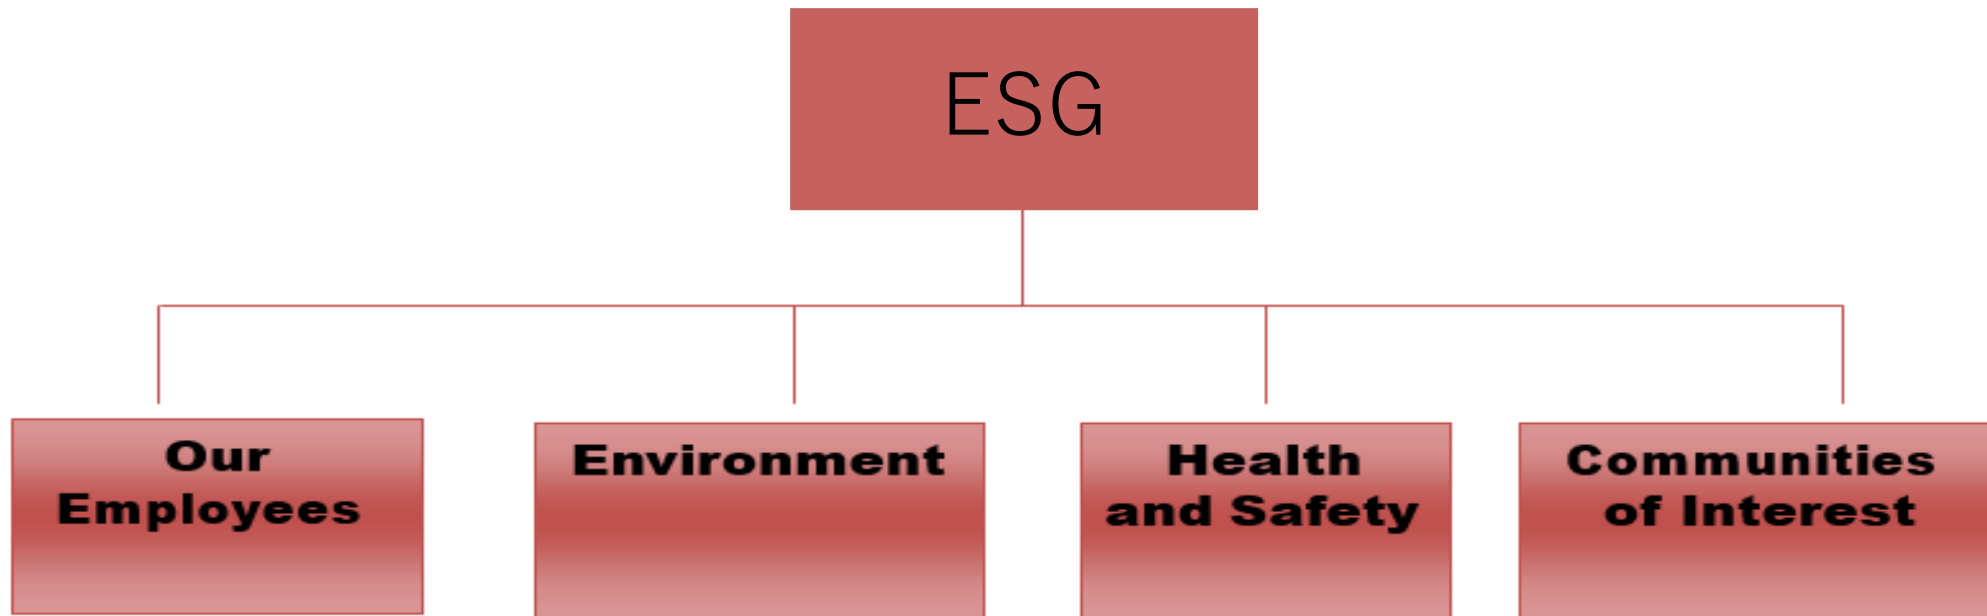 ESG
Our
Employees
Environment
Health
and Safety
Communities
of Interest